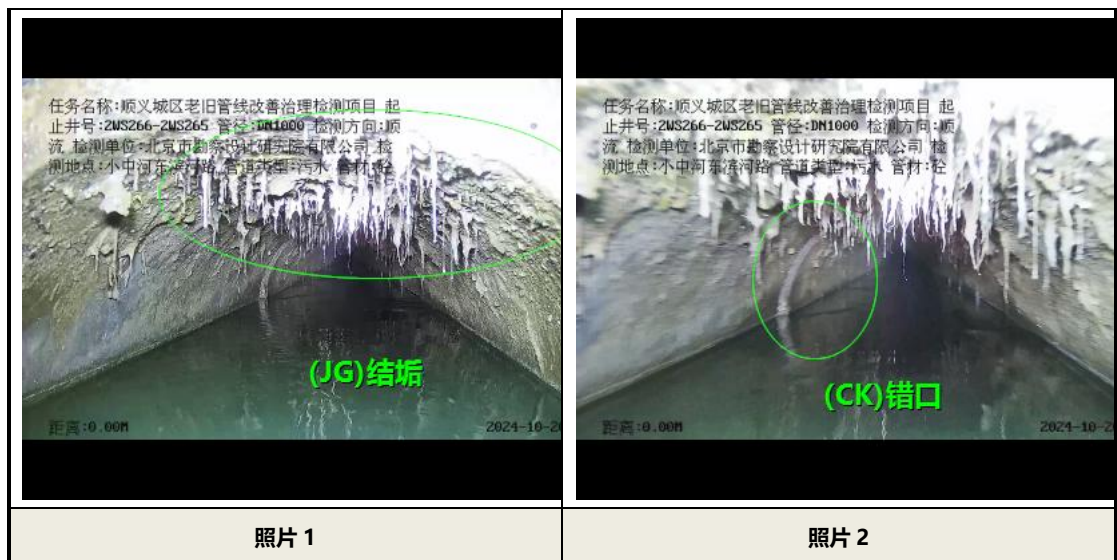 任务名称:顺义城区老旧管线改善治理检测项目 起
止井号:2WS266-2WS265 管径:DN1000 检测方向:顺
流 检测单位:北京市勘察设计研究院有限公司 检
测地点:小中河东滨河路 管道类型:污水 管材:砼
(JG)结垢
距离:0.00M
2024-10-2
照片 1
任务名称:顺义城区老旧管线改善治理检测项目 起
止井号:2WS266-2WS265 管径:DN1000 检测方向:顺
流 检测单位:北京市勘察设计研究院有限公司 检
测地点:小中河东滨河路 管道类型:污水 管材:砼
(CK)错口
距离:0.00M
2024-10-2
照片 2